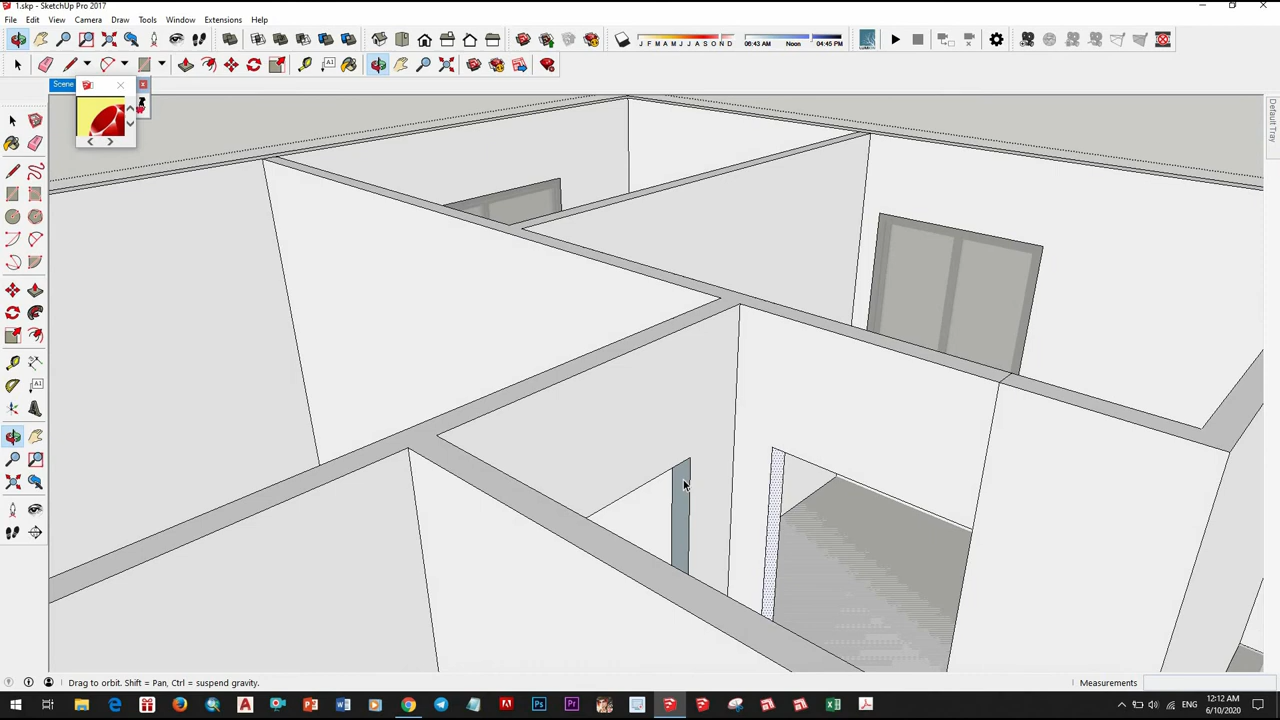 1.skp - SketchUp Pro 2017
File Edit View Camera Draw Tools Window Extensions Help
J F M A M J J A S O N D 06:43 AM Noon 04:45 PM
Scene
Default Tray
Drag to orbit. Shift = Pan, Ctrl = suspend gravity.
Measurements
ENG
12:12 AM
6/10/2020